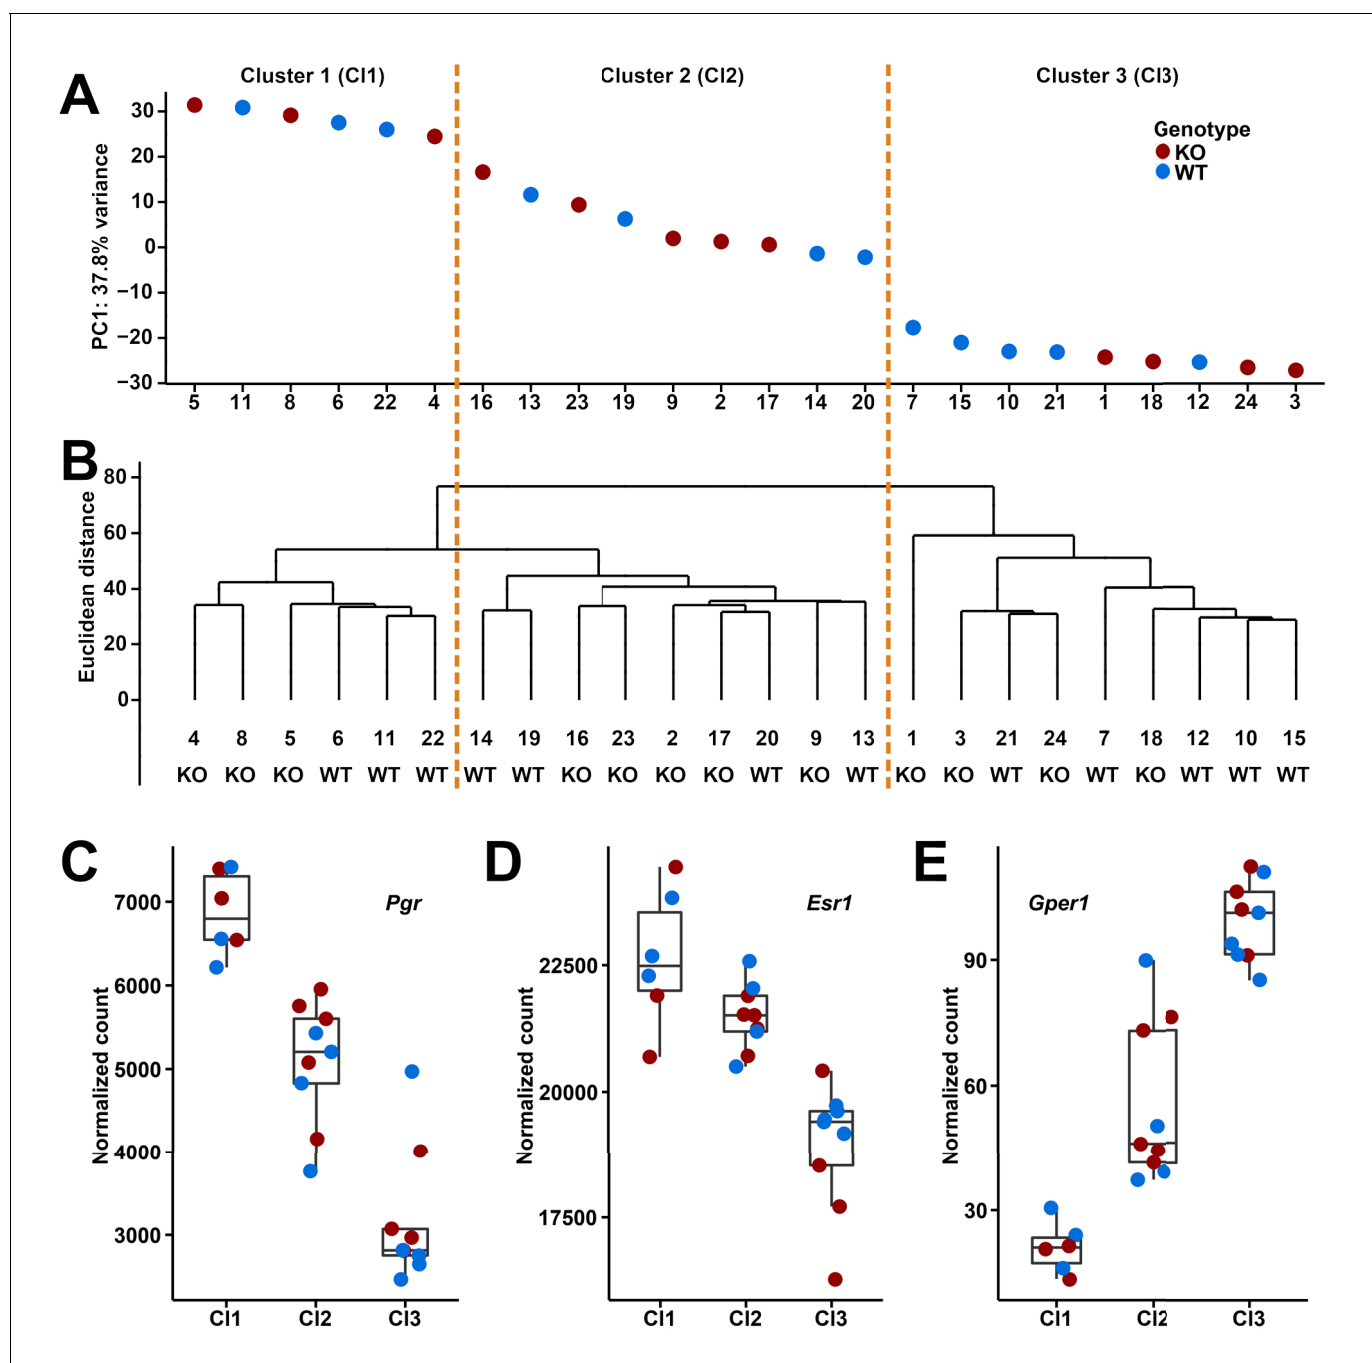 A
Cluster 1 (Cl1)
Cluster 2 (Cl2)
Cluster 3 (Cl3)
PC1: 37.8% variance
30
20
10
0
−10
−20
−30
Genotype
KO
WT
5 11 8 6 22 4 16 13 23 19 9 2 17 14 20 7 15 10 21 1 18 12 24 3
B
Euclidean distance
80
60
40
20
0
4 8 5 6 11 22 14 19 16 23 2 17 20 9 13 1 3 21 24 7 18 12 10 15
KO KO KO WT WT WT WT WT KO KO KO KO WT KO WT KO KO WT KO WT KO WT WT WT
C
Normalized count
Pgr
7000
6000
5000
4000
3000
Cl1 Cl2 Cl3
D
Normalized count
Esr1
22500
20000
17500
Cl1 Cl2 Cl3
E
Normalized count
Gper1
90
60
30
Cl1 Cl2 Cl3